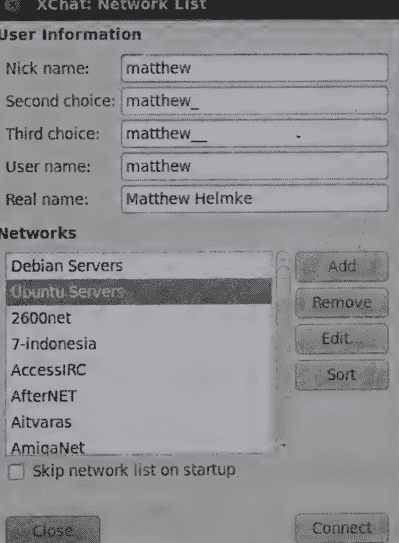 XChat: Network List
User Information
Nick name: matthew
Second choice: matthew_
Third choice: matthew__
User name: matthew
Real name: Matthew Helmke
Networks
Debian Servers
Ubuntu Servers
2600net
7-indonesia
AccessIRC
AfterNET
Aitvaras
AmigaNet
Add
Remove
Edit...
Sort
Skip network list on startup
Close
Connect